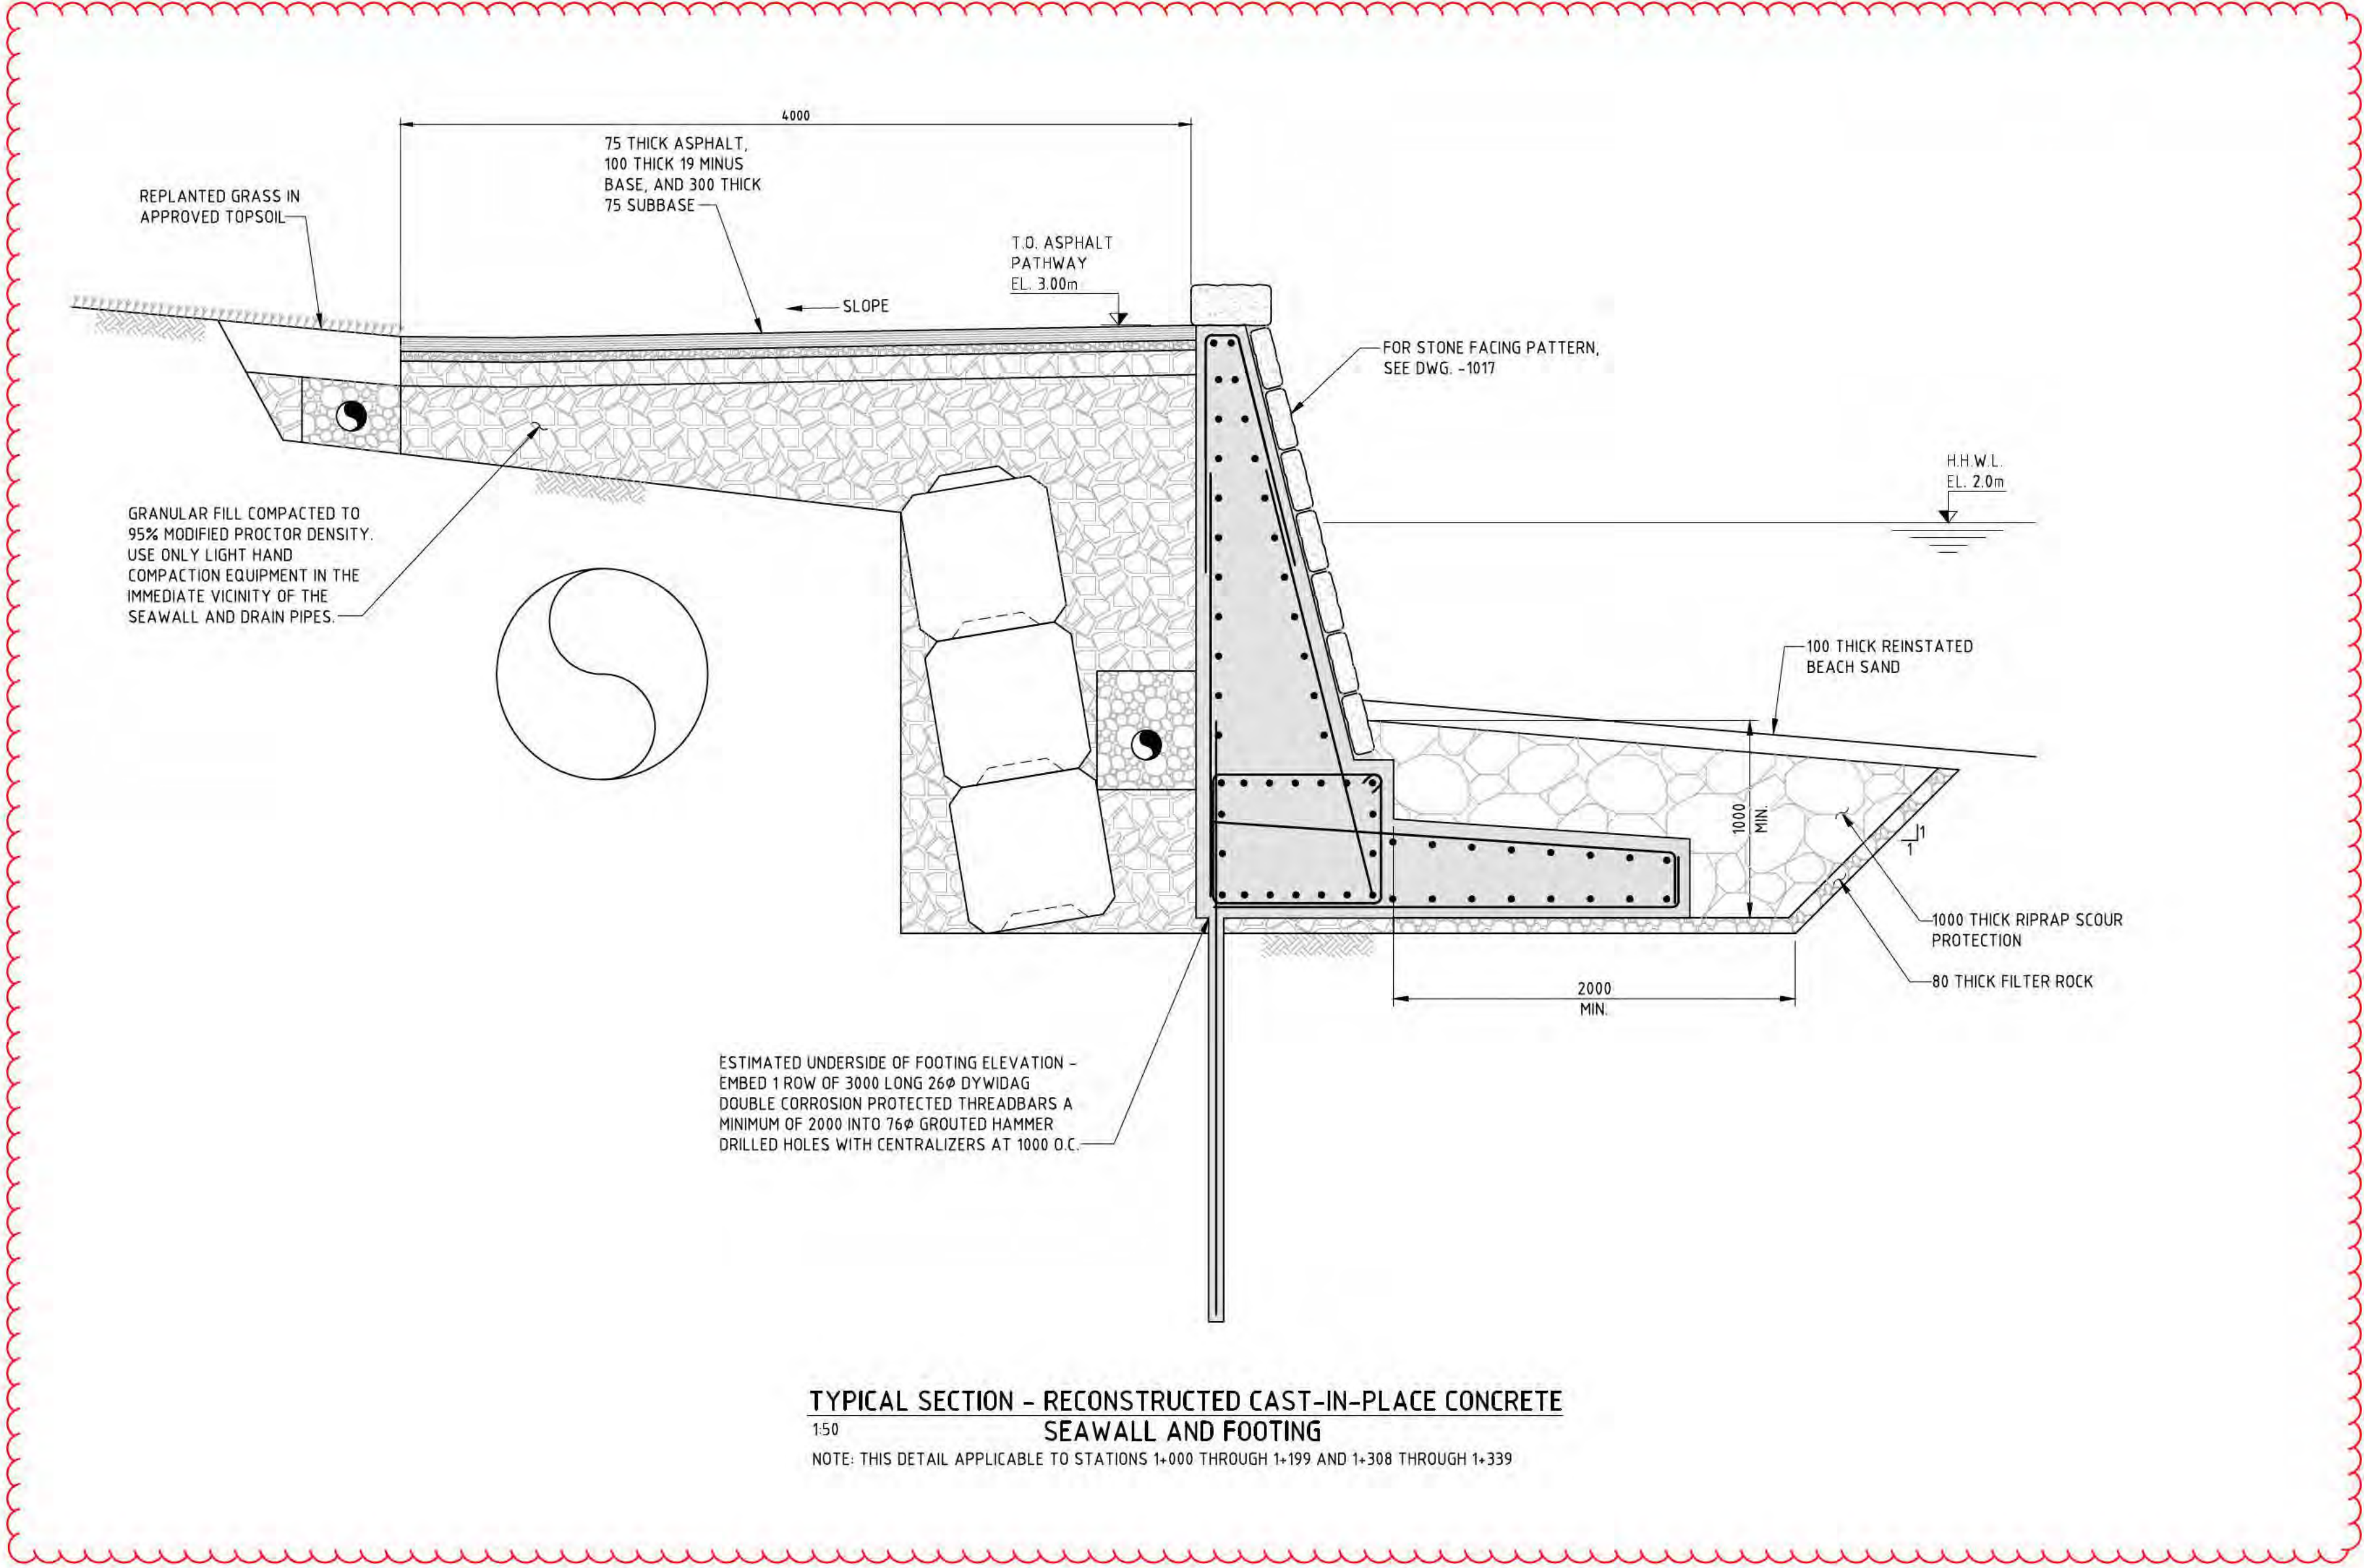 4000
75 THICK ASPHALT,
100 THICK 19 MINUS
BASE, AND 300 THICK
75 SUBBASE
REPLANTED GRASS IN
APPROVED TOPSOIL
T.O. ASPHALT
PATHWAY
EL. 3.00m
SLOPE
FOR STONE FACING PATTERN,
SEE DWG. -1017
H.H.W.L.
EL. 2.0m
GRANULAR FILL COMPACTED TO
95% MODIFIED PROCTOR DENSITY.
USE ONLY LIGHT HAND
COMPACTION EQUIPMENT IN THE
IMMEDIATE VICINITY OF THE
SEAWALL AND DRAIN PIPES.
100 THICK REINSTATED
BEACH SAND
1000
MIN.
1
1
1000 THICK RIPRAP SCOUR
PROTECTION
80 THICK FILTER ROCK
2000
MIN.
ESTIMATED UNDERSIDE OF FOOTING ELEVATION -
EMBED 1 ROW OF 3000 LONG 26ø DYWIDAG
DOUBLE CORROSION PROTECTED THREADBARS A
MINIMUM OF 2000 INTO 76ø GROUTED HAMMER
DRILLED HOLES WITH CENTRALIZERS AT 1000 O.C.
TYPICAL SECTION - RECONSTRUCTED CAST-IN-PLACE CONCRETE
1:50 SEAWALL AND FOOTING
NOTE: THIS DETAIL APPLICABLE TO STATIONS 1+000 THROUGH 1+199 AND 1+308 THROUGH 1+339